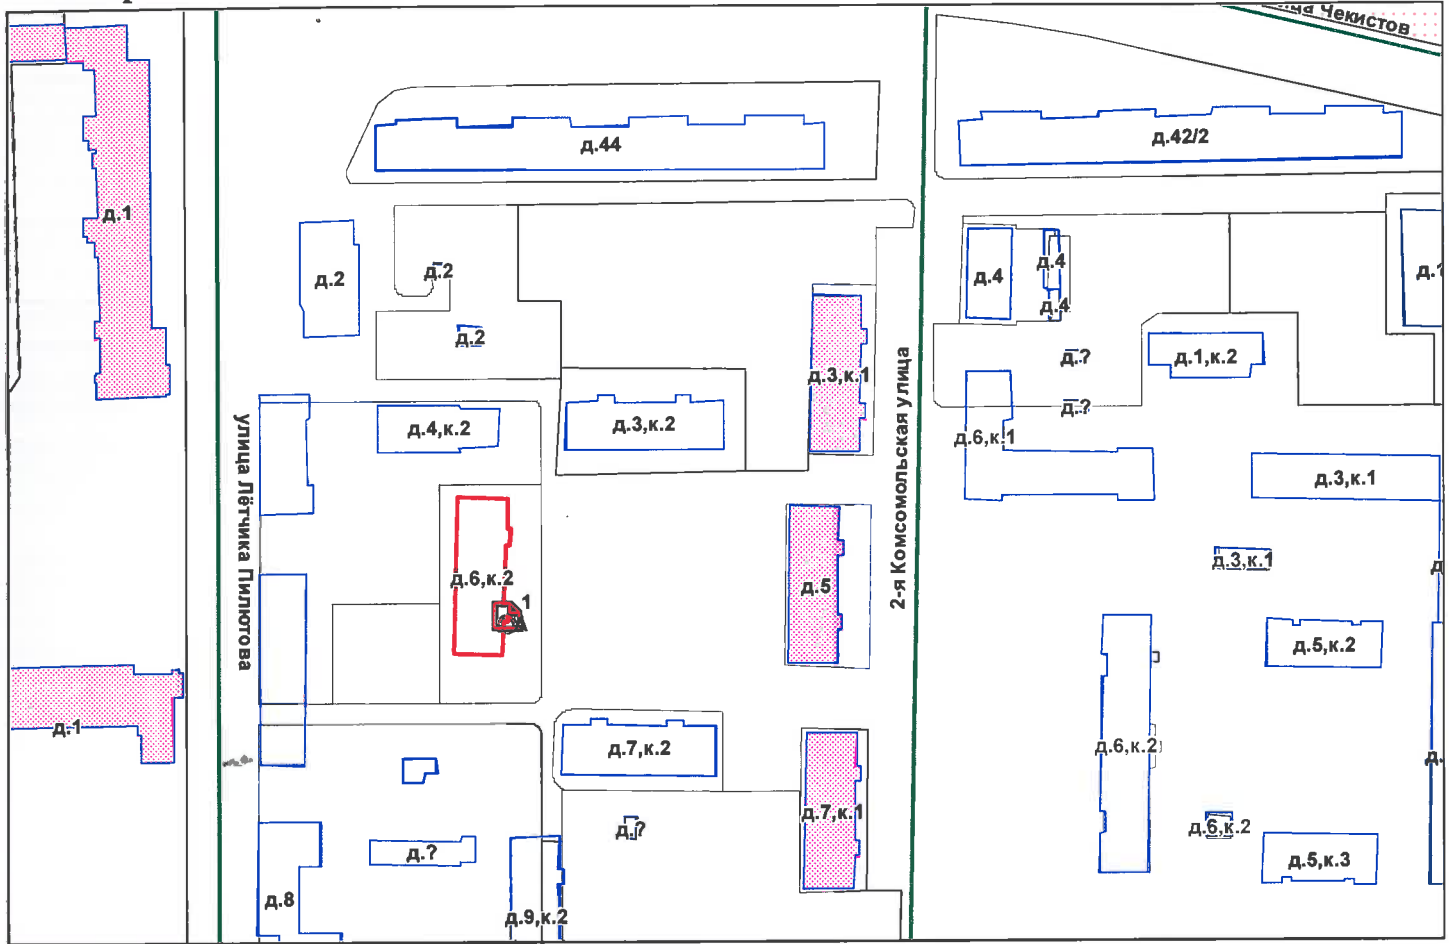 Чекистов
д.44
д.42/2
д.1
д.2
д.2
д.2
д.4
д.4
д.4
д.1
д.?
д.1,к.2
д.3,к.1
д.?
д.4,к.2
д.3,к.2
д.6,к.1
д.3,к.1
улица Лётчика Пилютова
2-я Комсомольская улица
д.6,к.2
1
д.5
д.3,к.1
д.5,к.2
д.1
д.7,к.2
д.6,к.2
д.7,к.1
д.?
д.6,к.2
д.?
д.5,к.3
д.8
д.9,к.2